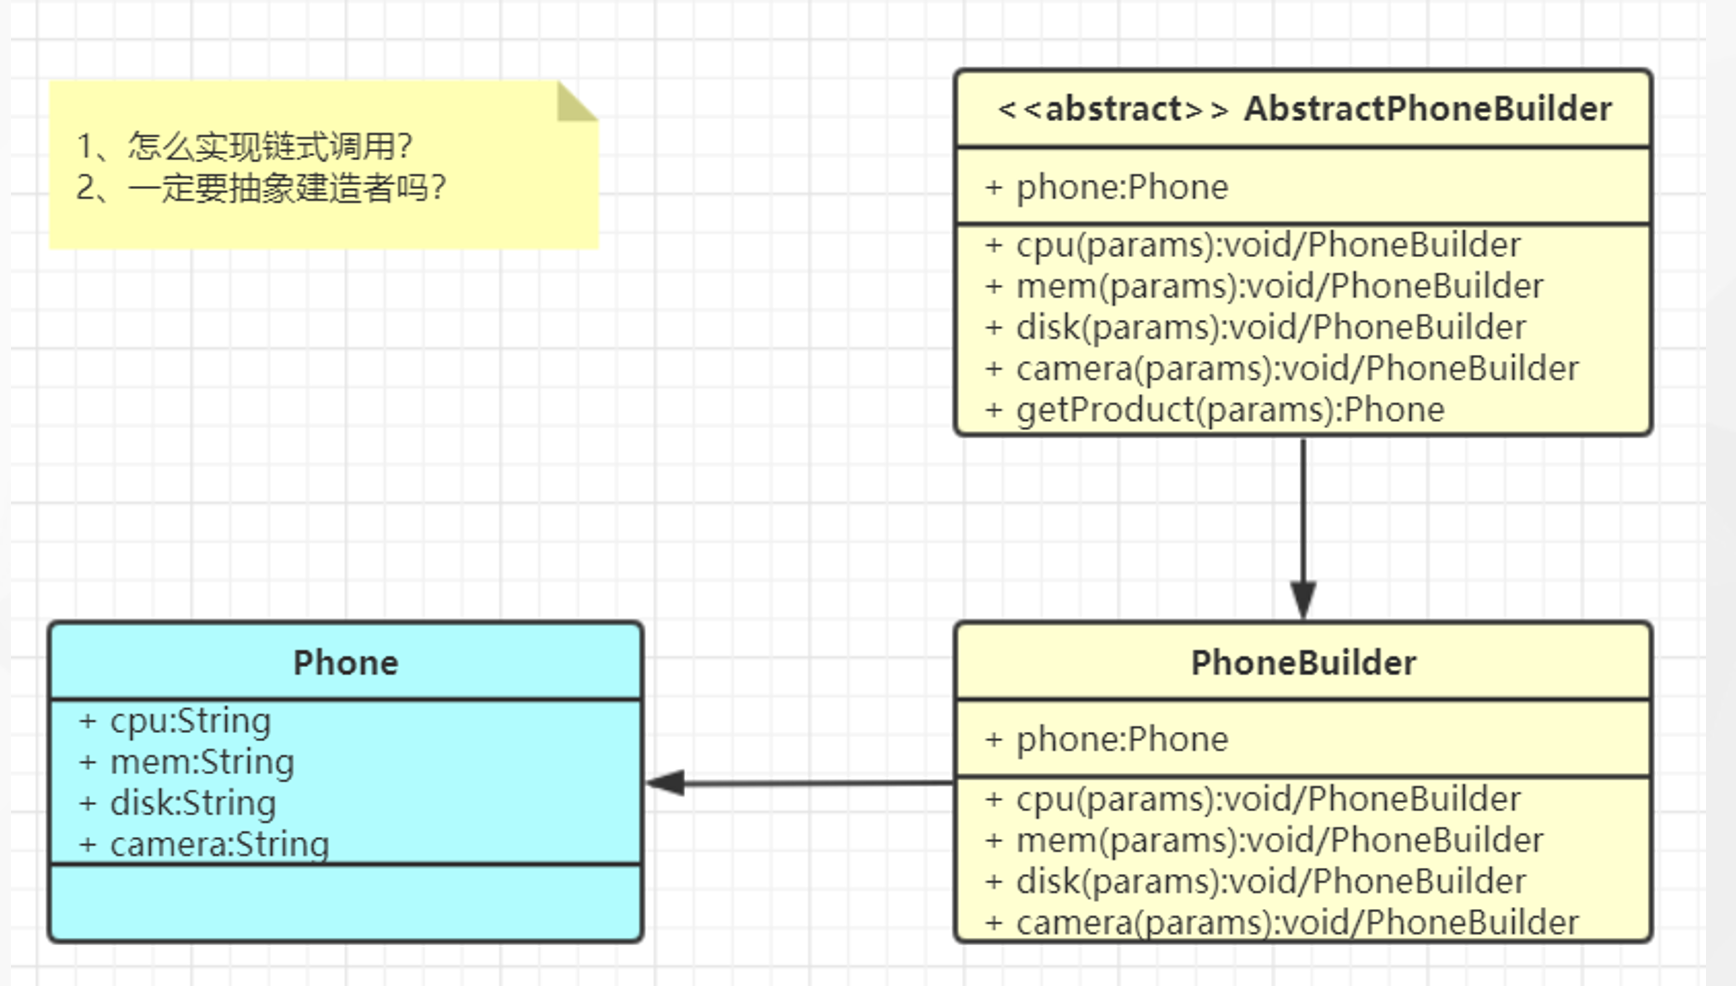 1、怎么实现链式调用?
2、一定要抽象建造者吗?
<<abstract>> AbstractPhoneBuilder
+ phone:Phone
+ cpu(params):void/PhoneBuilder
+ mem(params):void/PhoneBuilder
+ disk(params):void/PhoneBuilder
+ camera(params):void/PhoneBuilder
+ getProduct(params):Phone
Phone
+ cpu:String
+ mem:String
+ disk:String
+ camera:String
PhoneBuilder
+ phone:Phone
+ cpu(params):void/PhoneBuilder
+ mem(params):void/PhoneBuilder
+ disk(params):void/PhoneBuilder
+ camera(params):void/PhoneBuilder